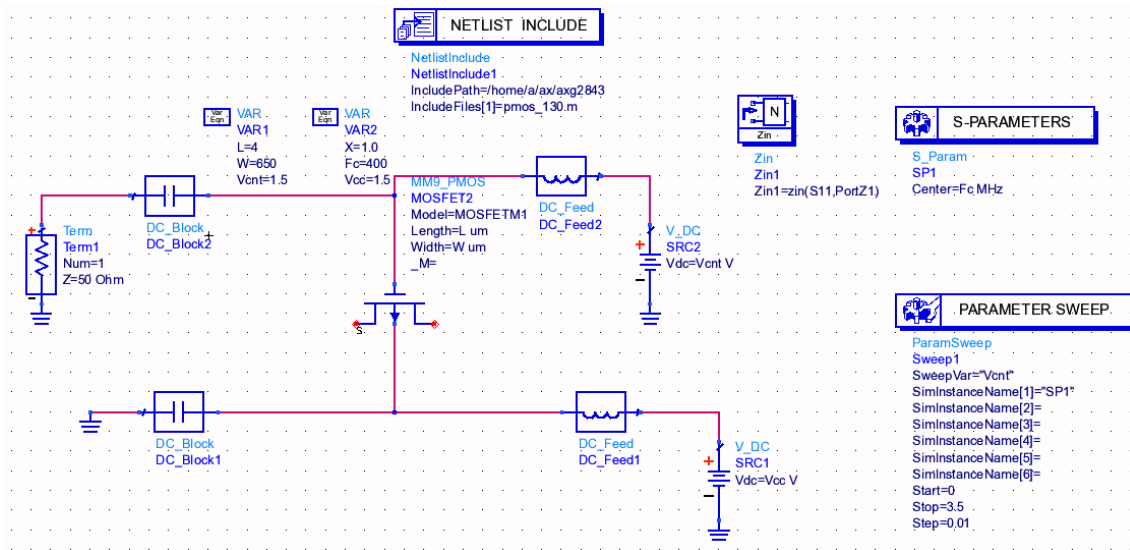 NETLIST INCLUDE
NetlistInclude
NetlistInclude1
IncludePath=/home/a/ax/axg2843
IncludeFiles[1]=pmos_130.m
Var
Eqn
VAR
VAR1
L=4
W=650
Vcnt=1.5
Var
Eqn
VAR
VAR2
X=1.0
Fc=400
Vcc=1.5
N
Zin
Zin
Zin1
Zin1=zin(S11,PortZ1)
S-PARAMETERS
S_Param
SP1
Center=Fc MHz
DC_Block
DC_Block2
+
Term
Term1
Num=1
Z=50 Ohm
-
MM9_PMOS
MOSFET2
Model=MOSFETM1
Length=L um
Width=W um
_M=
S
DC_Feed
DC_Feed2
+
V_DC
SRC2
Vdc=Vcnt V
-
PARAMETER SWEEP
ParamSweep
Sweep1
SweepVar="Vcnt"
SimInstanceName[1]="SP1"
SimInstanceName[2]=
SimInstanceName[3]=
SimInstanceName[4]=
SimInstanceName[5]=
SimInstanceName[6]=
Start=0
Stop=3.5
Step=0.01
DC_Block
DC_Block1
DC_Feed
DC_Feed1
+
V_DC
SRC1
Vdc=Vcc V
-